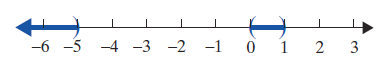 ) ( )
–6 –5 –4 –3 –2 –1 0 1 2 3